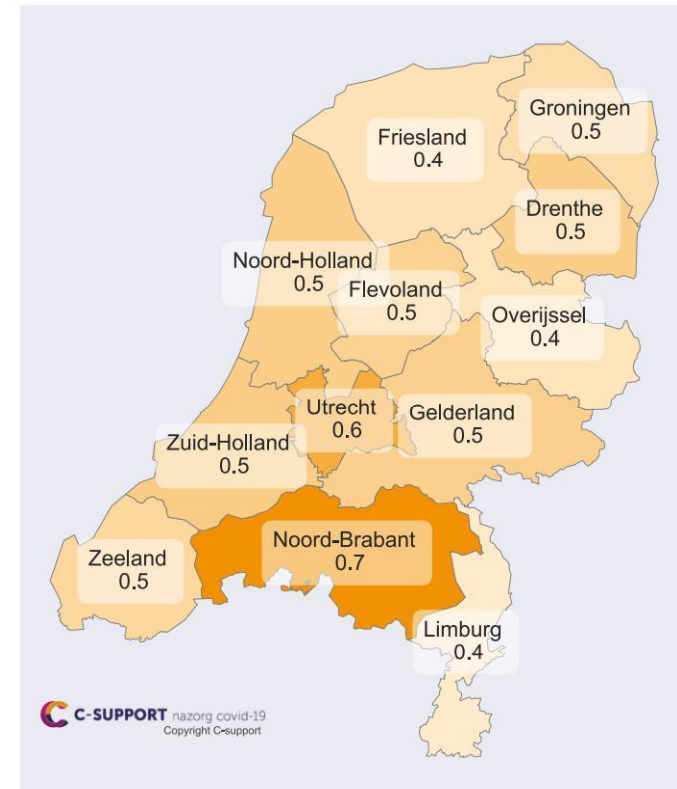 Groningen
0.5
Friesland
0.4
Drenthe
0.5
Noord-Holland
0.5
Flevoland
0.5
Overijssel
0.4
Utrecht
0.6
Gelderland
0.5
Zuid-Holland
0.5
Noord-Brabant
0.7
Zeeland
0.5
Limburg
0.4
C-SUPPORT nazorg covid-19
Copyright C-support